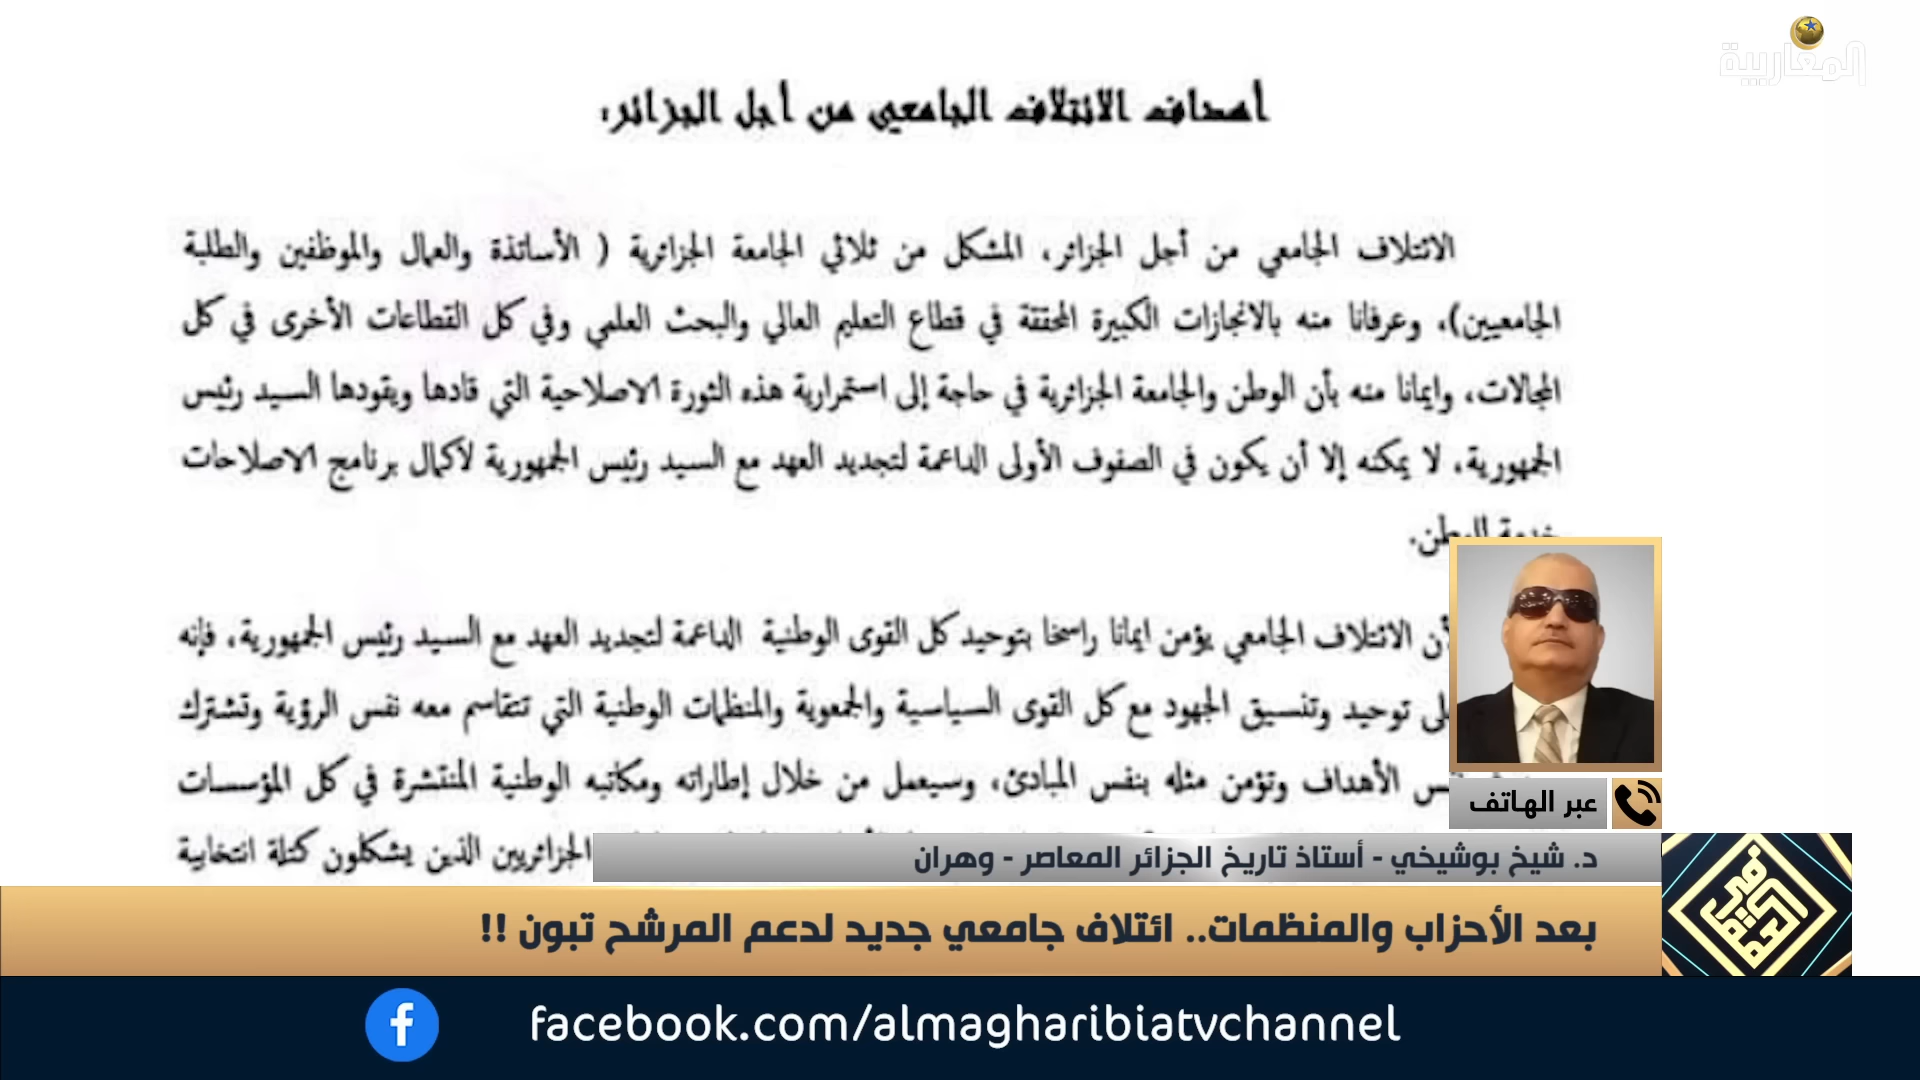 المغاربية
أهداف الائتلاف الجامعي من أجل الجزائر:
الائتلاف الجامعي من أجل الجزائر، المشكل من ثلاثي الجامعة الجزائرية ( الأساتذة والعمال والموظفين والطلبة
الجامعيين)، وعرفانا منه بالانجازات الكبيرة المحققة في قطاع التعليم العالي والبحث العلمي وفي كل القطاعات الأخرى في كل
المجالات، وايمانا منه بأن الوطن والجامعة الجزائرية في حاجة إلى استمرارية هذه الثورة الاصلاحية التي قادها ويقودها السيد رئيس
الجمهورية، لا يمكنه إلا أن يكون في الصفوف الأولى الداعمة لتجديد العهد مع السيد رئيس الجمهورية لاكمال برنامج الاصلاحات
أن الائتلاف الجامعي يؤمن ايمانا راسخا بتوحيد كل القوى الوطنية الداعمة لتجديد العهد مع السيد رئيس الجمهورية، فإنه
توحيد وتنسيق الجهود مع كل القوى السياسية والجمعوية والمنظمات الوطنية التي تتقاسم معه نفس الرؤية وتشترك
الأهداف وتؤمن مثله بنفس المبادئ، وسيعمل من خلال إطاراته ومكاتبه الوطنية المنتشرة في كل المؤسسات
الجزائريين الذين يشكلون كتلة انتخابية
عبر الهاتف
د. شيخ بوشيخي - أستاذ تاريخ الجزائر المعاصر - وهران
بعد الأحزاب والمنظمات.. ائتلاف جامعي جديد لدعم المرشح تبون !!
في العظم
facebook.com/almagharibiatvchannel